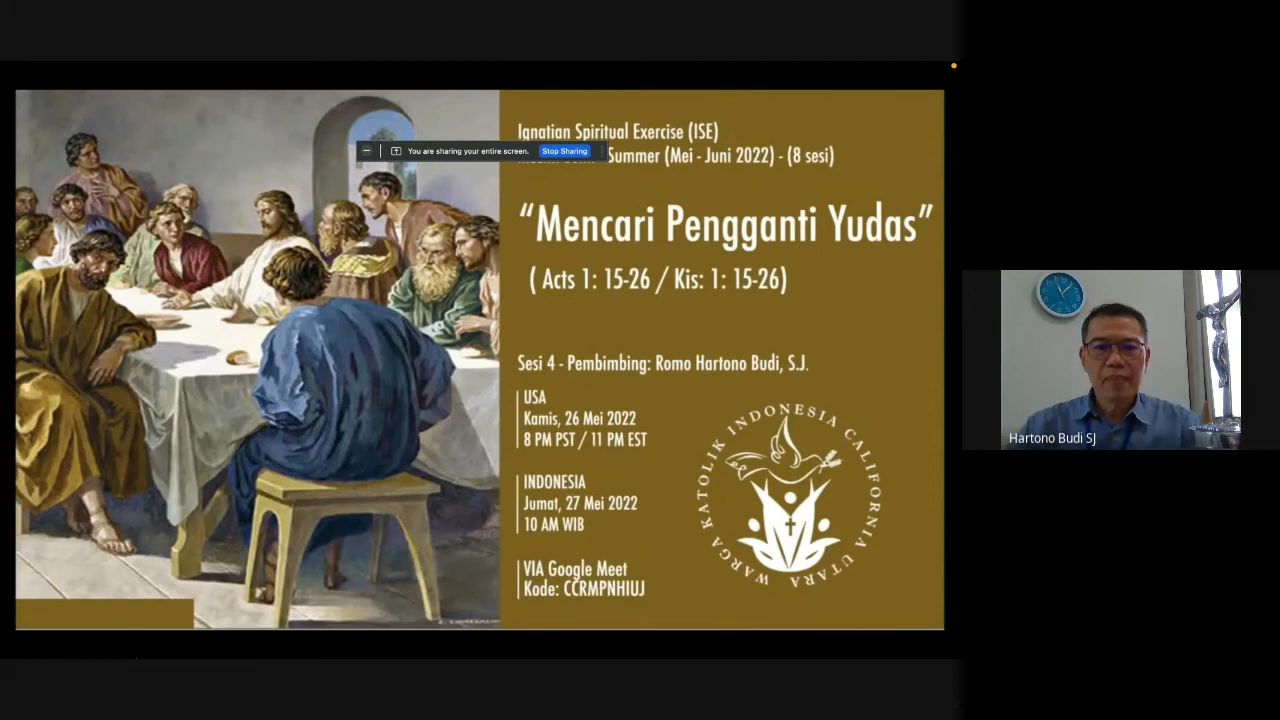 Ignatian Spiritual Exercise (ISE)
You are sharing your entire screen. Stop Sharing
Summer (Mei - Juni 2022) - (8 sesi)
“Mencari Pengganti Yudas”
( Acts 1: 15-26 / Kis: 1: 15-26)
Sesi 4 - Pembimbing: Romo Hartono Budi, S.J.
USA
Kamis, 26 Mei 2022
8 PM PST / 11 PM EST
INDONESIA
Jumat, 27 Mei 2022
10 AM WIB
VIA Google Meet
Kode: CCRMPNHIUJ
WARGA KATOLIK INDONESIA CALIFORNIA UTARA
Hartono Budi SJ